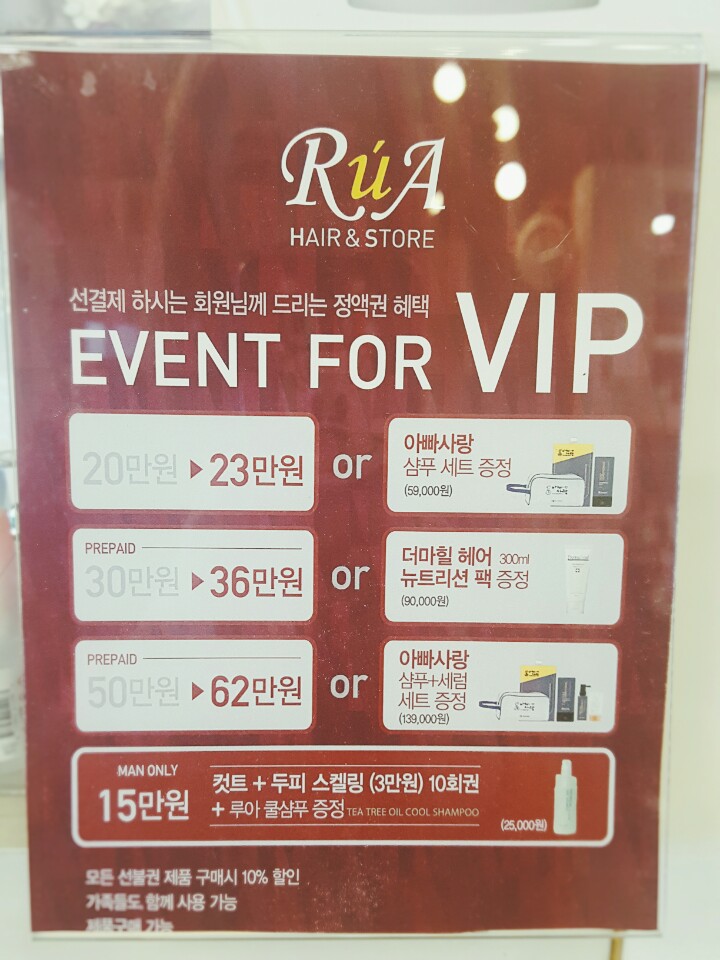 RúA
HAIR & STORE
선결제 하시는 회원님께 드리는 정액권 혜택
EVENT FOR VIP
20만원 ▶ 23만원 or 아빠사랑
샴푸 세트 증정
(59,000원)
PREPAID
30만원 ▶ 36만원 or 더마힐 헤어 300ml
뉴트리션 팩 증정
(90,000원)
PREPAID
50만원 ▶ 62만원 or 아빠사랑
샴푸+세럼
세트 증정
(139,000원)
MAN ONLY
15만원
컷트 + 두피 스켈링 (3만원) 10회권
+ 루아 쿨샴푸 증정 TEA TREE OIL COOL SHAMPOO
(25,000원)
모든 선불권 제품 구매시 10% 할인
가족들도 함께 사용 가능
제품구매 가능